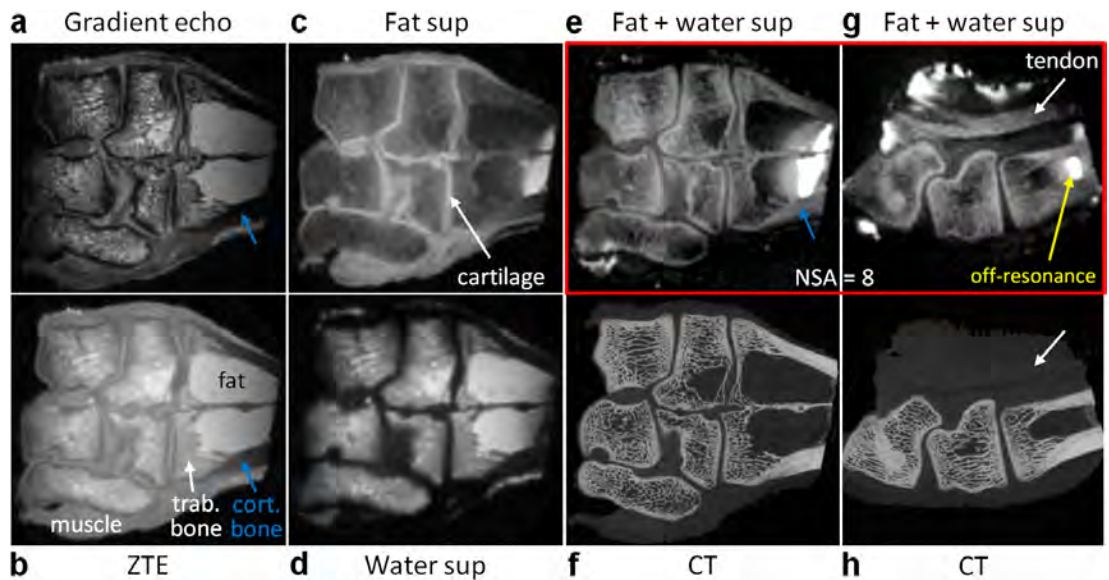 a Gradient echo
c Fat sup
e Fat + water sup
g Fat + water sup
tendon
cartilage
NSA = 8
off-resonance
fat
trab.
bone
cort.
bone
muscle
b ZTE
d Water sup
f CT
h CT